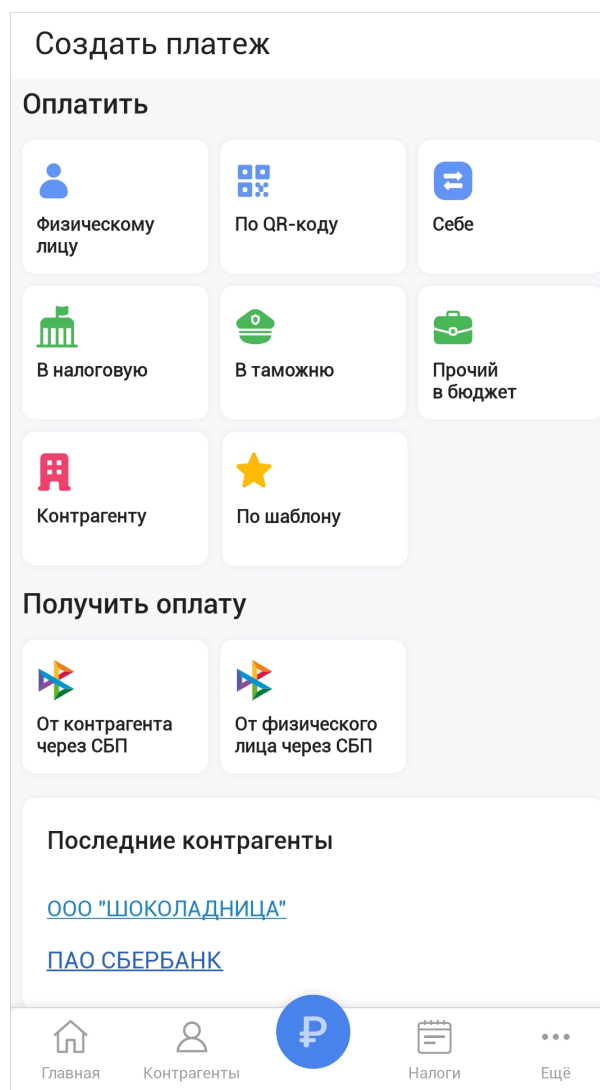 Создать платеж
Оплатить
Физическому
лицу
По QR-коду
Себе
В налоговую
В таможню
Прочий
в бюджет
Контрагенту
По шаблону
Получить оплату
От контрагента
через СБП
От физического
лица через СБП
Последние контрагенты
ООО "ШОКОЛАДНИЦА"
ПАО СБЕРБАНК
₽
Главная
Контрагенты
Налоги
Ещё